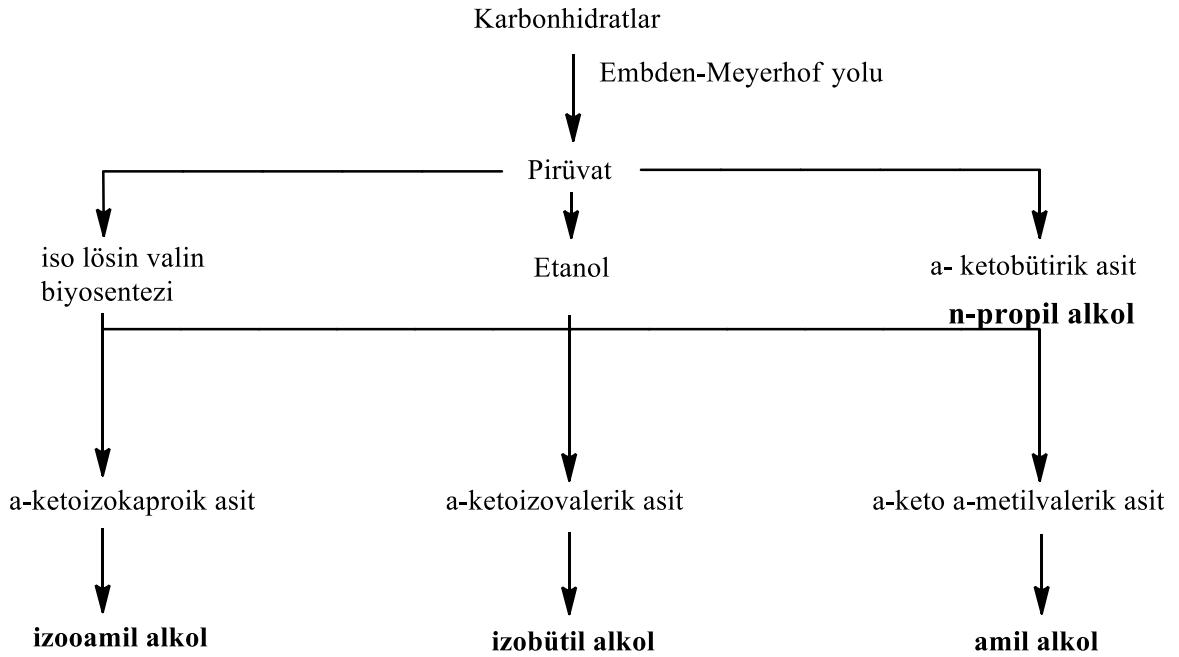 Karbonhidratlar
Embden-Meyerhof yolu
Pirüvat
iso lösin valin
biyosentezi
Etanol
a- ketobütirik asit
n-propil alkol
a-ketoizokaproik asit
a-ketoizovalerik asit
a-keto a-metilvalerik asit
izooamil alkol
izobütil alkol
amil alkol